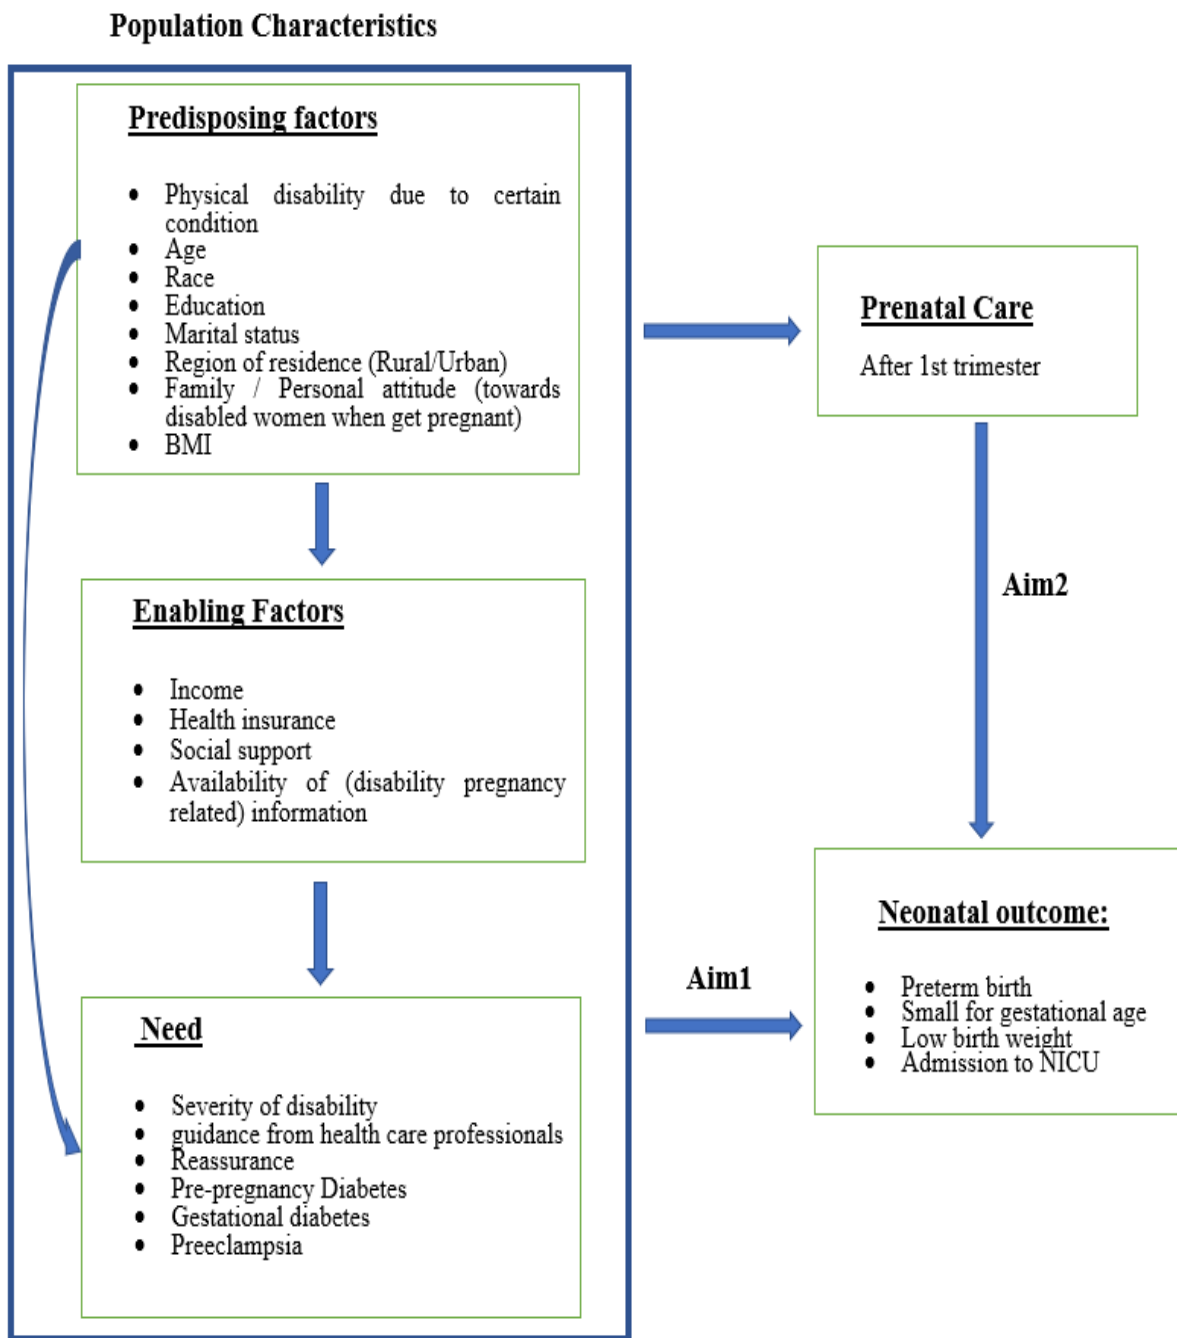 Population Characteristics
Predisposing factors
• Physical disability due to certain
condition
• Age
• Race
• Education
• Marital status
• Region of residence (Rural/Urban)
• Family / Personal attitude (towards
disabled women when get pregnant)
• BMI
Enabling Factors
• Income
• Health insurance
• Social support
• Availability of (disability pregnancy
related) information
Need
• Severity of disability
• guidance from health care professionals
• Reassurance
• Pre-pregnancy Diabetes
• Gestational diabetes
• Preeclampsia
Prenatal Care
After 1st trimester
Aim2
Aim1
Neonatal outcome:
• Preterm birth
• Small for gestational age
• Low birth weight
• Admission to NICU